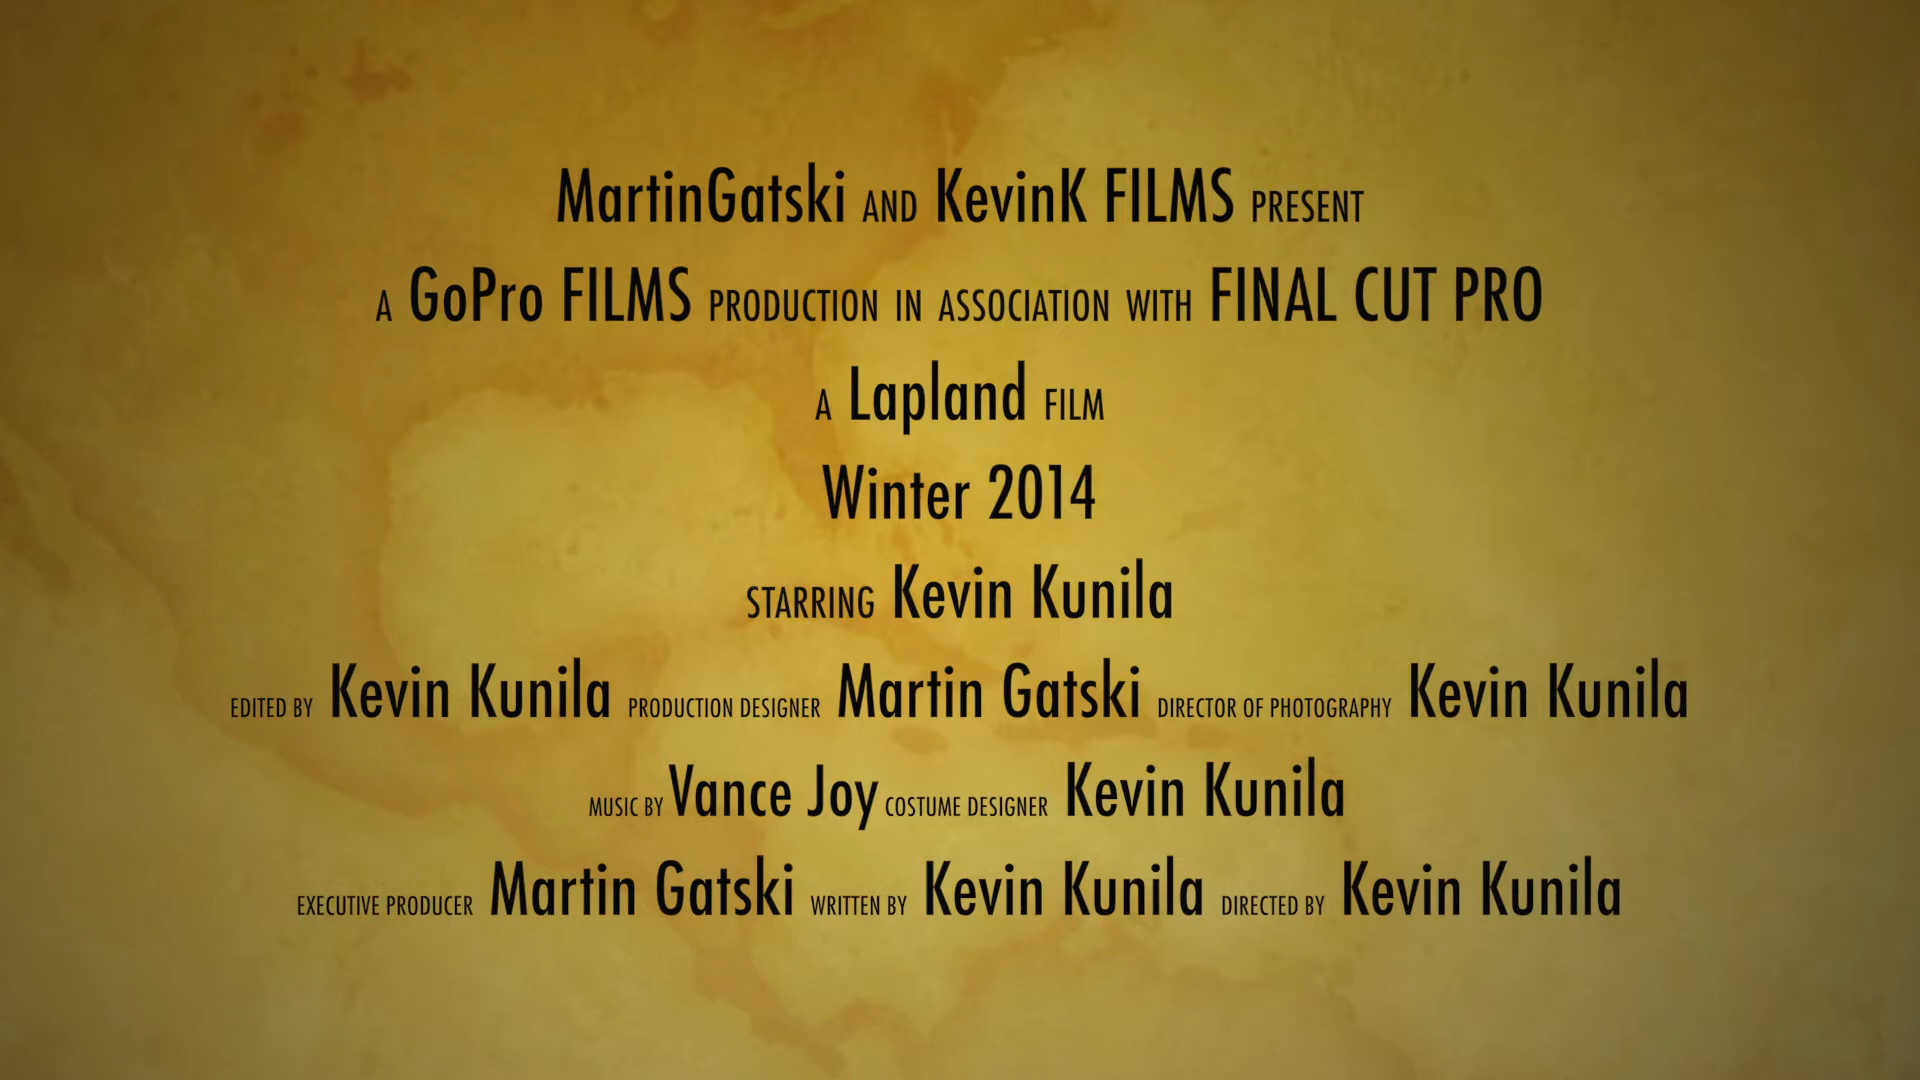 MartinGatski AND KevinK FILMS PRESENT
A GoPro FILMS PRODUCTION IN ASSOCIATION WITH FINAL CUT PRO
A Lapland FILM
Winter 2014
STARRING Kevin Kunila
EDITED BY Kevin Kunila PRODUCTION DESIGNER Martin Gatski DIRECTOR OF PHOTOGRAPHY Kevin Kunila
MUSIC BY Vance Joy COSTUME DESIGNER Kevin Kunila
EXECUTIVE PRODUCER Martin Gatski WRITTEN BY Kevin Kunila DIRECTED BY Kevin Kunila